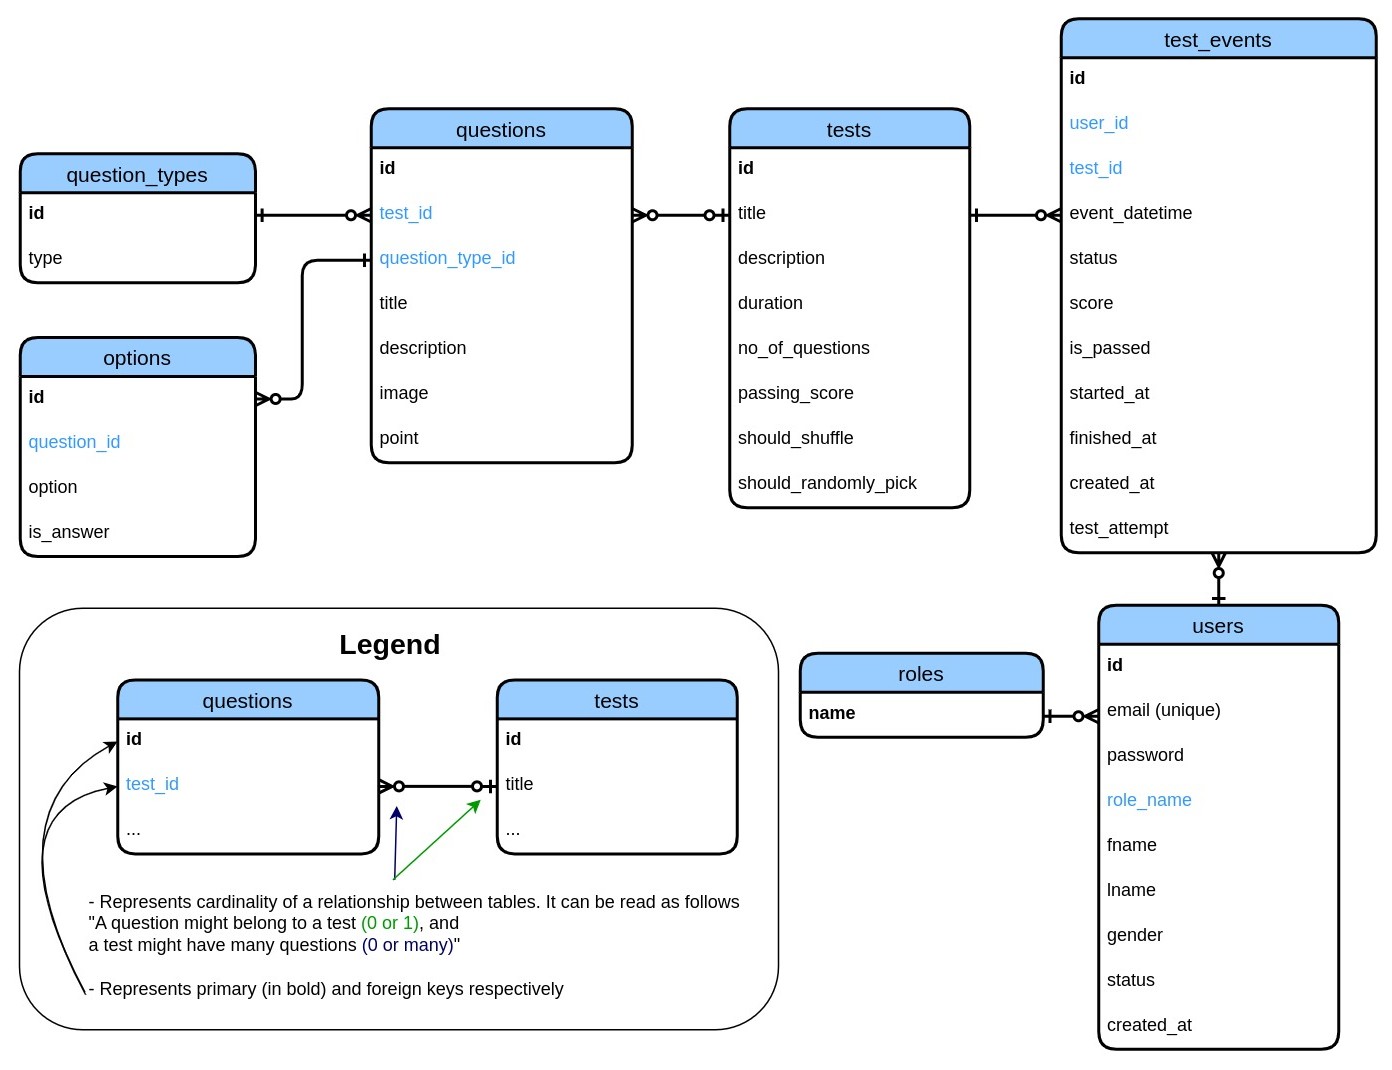 question_types
id
type
options
id
question_id
option
is_answer
questions
id
test_id
question_type_id
title
description
image
point
tests
id
title
description
duration
no_of_questions
passing_score
should_shuffle
should_randomly_pick
test_events
id
user_id
test_id
event_datetime
status
score
is_passed
started_at
finished_at
created_at
test_attempt
Legend
questions
id
test_id
...
tests
id
title
...
- Represents cardinality of a relationship between tables. It can be read as follows
"A question might belong to a test (0 or 1), and
a test might have many questions (0 or many)"
- Represents primary (in bold) and foreign keys respectively
roles
name
users
id
email (unique)
password
role_name
fname
lname
gender
status
created_at